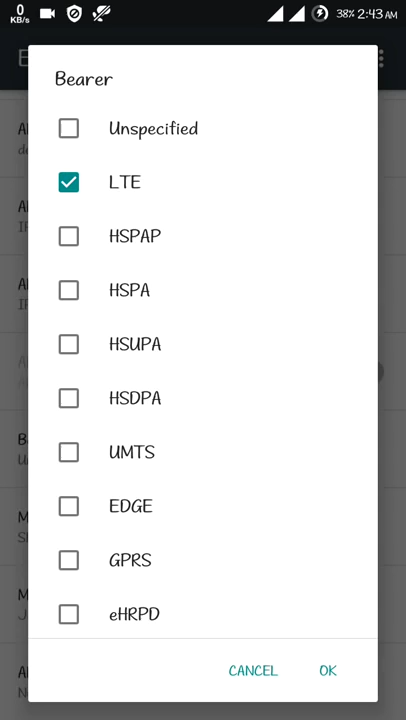 0
KB/s
38% 2:43 AM
Bearer
Unspecified
LTE
HSPAP
HSPA
HSUPA
HSDPA
UMTS
EDGE
GPRS
eHRPD
CANCEL OK